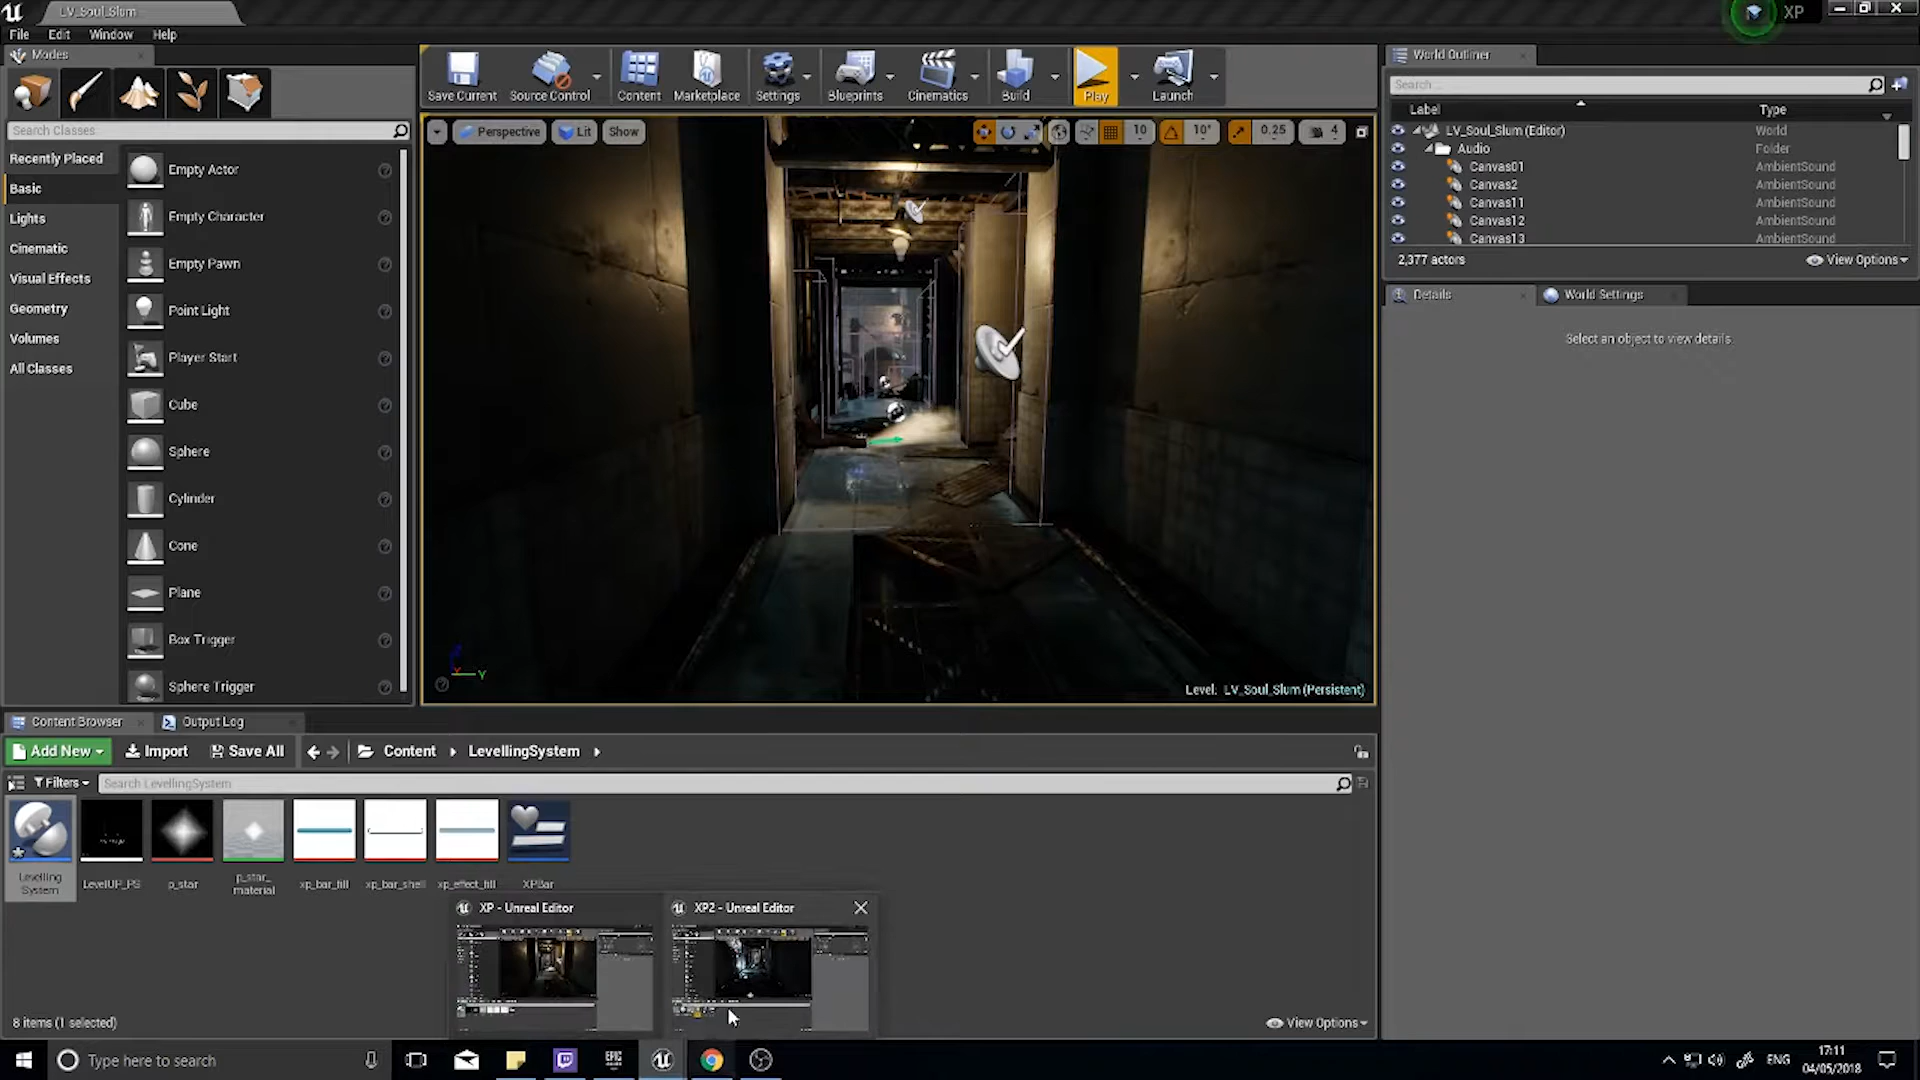 LV_Soul_Slum
XP
File Edit Window Help
Modes
Search Classes
Recently Placed
Basic
Lights
Cinematic
Visual Effects
Geometry
Volumes
All Classes
Empty Actor
Empty Character
Empty Pawn
Point Light
Player Start
Cube
Sphere
Cylinder
Cone
Plane
Box Trigger
Sphere Trigger
Save Current Source Control Content Marketplace Settings Blueprints Cinematics Build Play Launch
Perspective Lit Show 10 10° 0.25 4
Level: LV_Soul_Slum (Persistent)
World Outliner
Search...
Label Type
LV_Soul_Slum (Editor) World
Audio Folder
Canvas01 AmbientSound
Canvas2 AmbientSound
Canvas11 AmbientSound
Canvas12 AmbientSound
Canvas13 AmbientSound
2,377 actors View Options
Details World Settings
Select an object to view details.
Content Browser Output Log
Add New Import Save All Content LevellingSystem
Filters Search LevellingSystem
Levelling System
LevelUP_PS
p_star
p_star_material
xp_bar_fill
xp_bar_shell
xp_effect_fill
XPBar
XP - Unreal Editor
XP2 - Unreal Editor
8 items (1 selected) View Options
Type here to search
EPIC
ENG
17:11
04/05/2018
Y